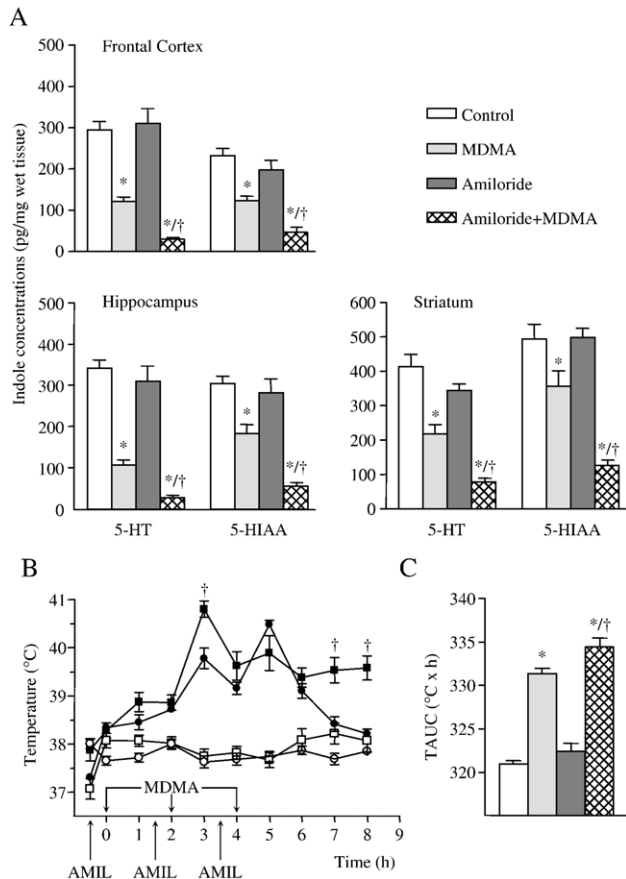 A
Frontal Cortex
300
400
300
200
100
0
Control
MDMA
Amiloride
Amiloride+MDMA
* */† * */†
Indole concentrations (pg/mg wet tissue)
Hippocampus
500
400
300
200
100
0
* */† * */†
5-HT 5-HIAA
Striatum
600
500
400
300
200
100
0
* */† * */†
5-HT 5-HIAA
B
Temperature (°C)
41
40
39
38
37
† † †
MDMA
0 1 2 3 4 5 6 7 8 9
Time (h)
AMIL AMIL AMIL
C
TAUC (°C x h)
340
335
330
320
* */†